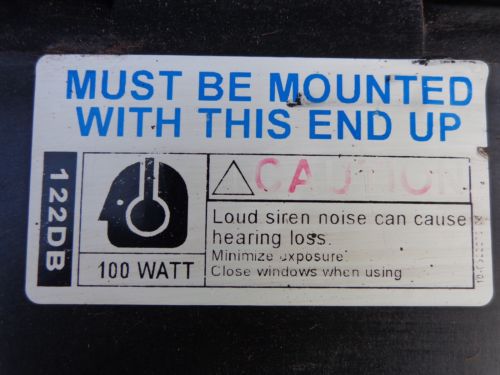 MUST BE MOUNTED
WITH THIS END UP
122DB
100 WATT
CAUTION
Loud siren noise can cause
hearing loss.
Minimize exposure
Close windows when using